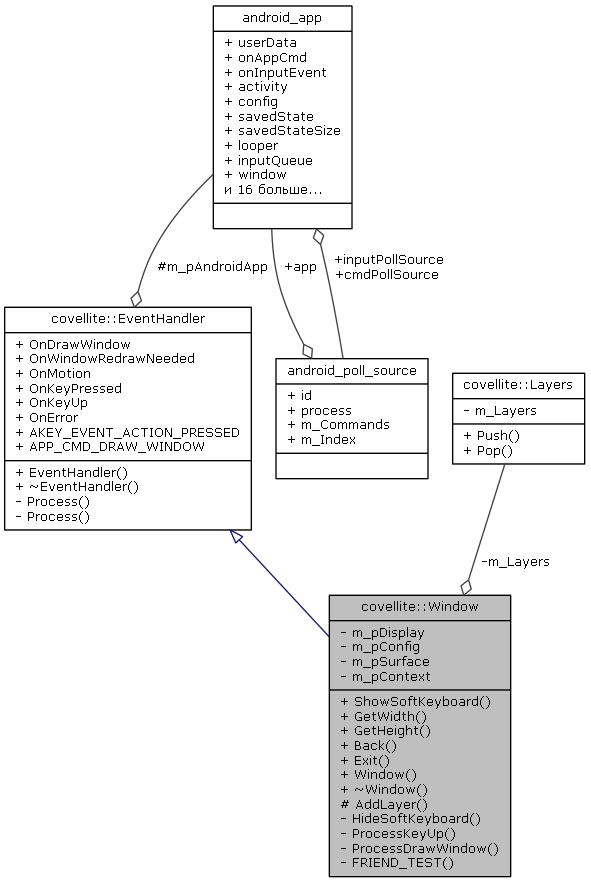 android_app
+ userData
+ onAppCmd
+ onInputEvent
+ activity
+ config
+ savedState
+ savedStateSize
+ looper
+ inputQueue
+ window
и 16 больше...
#m_pAndroidApp
+app
+inputPollSource
+cmdPollSource
covellite::EventHandler
+ OnDrawWindow
+ OnWindowRedrawNeeded
+ OnMotion
+ OnKeyPressed
+ OnKeyUp
+ OnError
+ AKEY_EVENT_ACTION_PRESSED
+ APP_CMD_DRAW_WINDOW
+ EventHandler()
+ ~EventHandler()
- Process()
- Process()
android_poll_source
+ id
+ process
+ m_Commands
+ m_Index
covellite::Layers
- m_Layers
+ Push()
+ Pop()
-m_Layers
covellite::Window
- m_pDisplay
- m_pConfig
- m_pSurface
- m_pContext
+ ShowSoftKeyboard()
+ GetWidth()
+ GetHeight()
+ Back()
+ Exit()
+ Window()
+ ~Window()
# AddLayer()
- HideSoftKeyboard()
- ProcessKeyUp()
- ProcessDrawWindow()
- FRIEND_TEST()